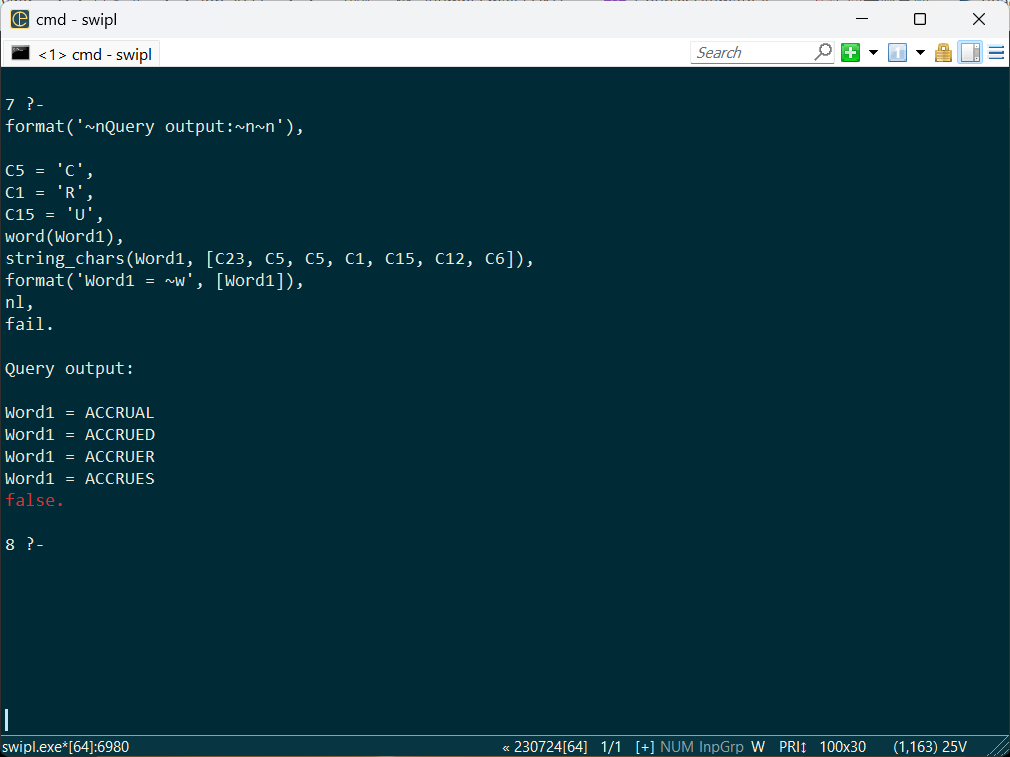 cmd - swipl
<1> cmd - swipl
Search
7 ?-
format('~nQuery output:~n~n'),
C5 = 'C',
C1 = 'R',
C15 = 'U',
word(Word1),
string_chars(Word1, [C23, C5, C5, C1, C15, C12, C6]),
format('Word1 = ~w', [Word1]),
nl,
fail.
Query output:
Word1 = ACCRUAL
Word1 = ACCRUED
Word1 = ACCRUER
Word1 = ACCRUES
false.
8 ?-
swipl.exe*[64]:6980 « 230724[64] 1/1 [+] NUM InpGrp W PRI↕ 100x30 (1,163) 25V